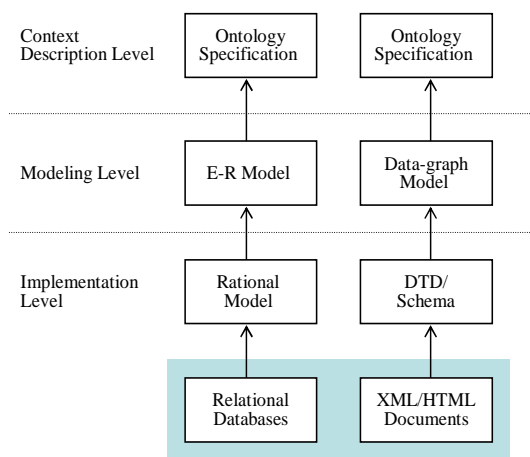 Context
Description Level
Ontology
Specification
Ontology
Specification
Modeling Level
E-R Model
Data-graph
Model
Implementation
Level
Rational
Model
DTD/
Schema
Relational
Databases
XML/HTML
Documents